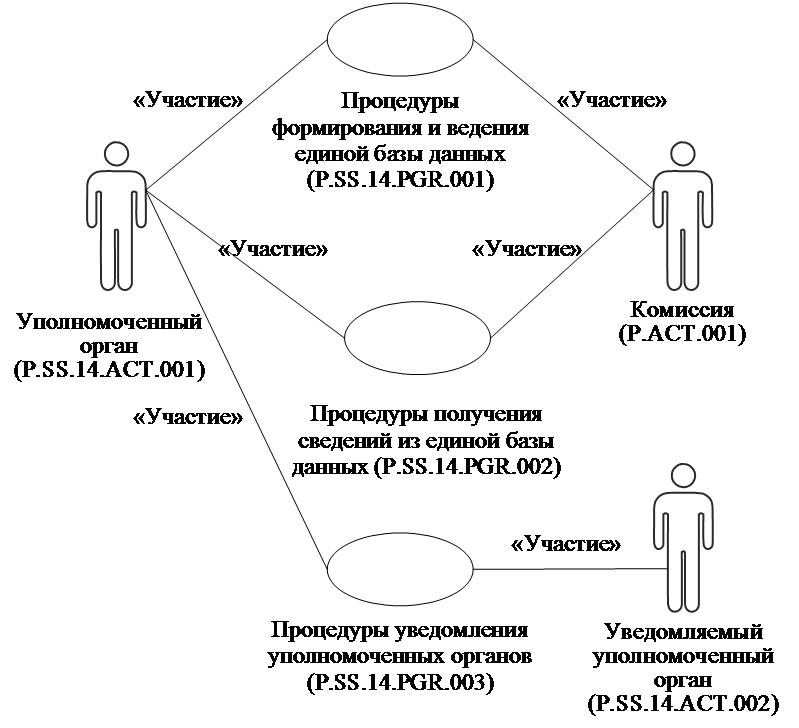 «Участие»
«Участие»
Процедуры
формирования и ведения
единой базы данных
(P.SS.14.PGR.001)
«Участие»
«Участие»
Уполномоченный
орган
(P.SS.14.ACT.001)
Комиссия
(P.ACT.001)
«Участие»
Процедуры получения
сведений из единой базы
данных (P.SS.14.PGR.002)
«Участие»
Процедуры уведомления
уполномоченных органов
(P.SS.14.PGR.003)
Уведомляемый
уполномоченный
орган
(P.SS.14.ACT.002)